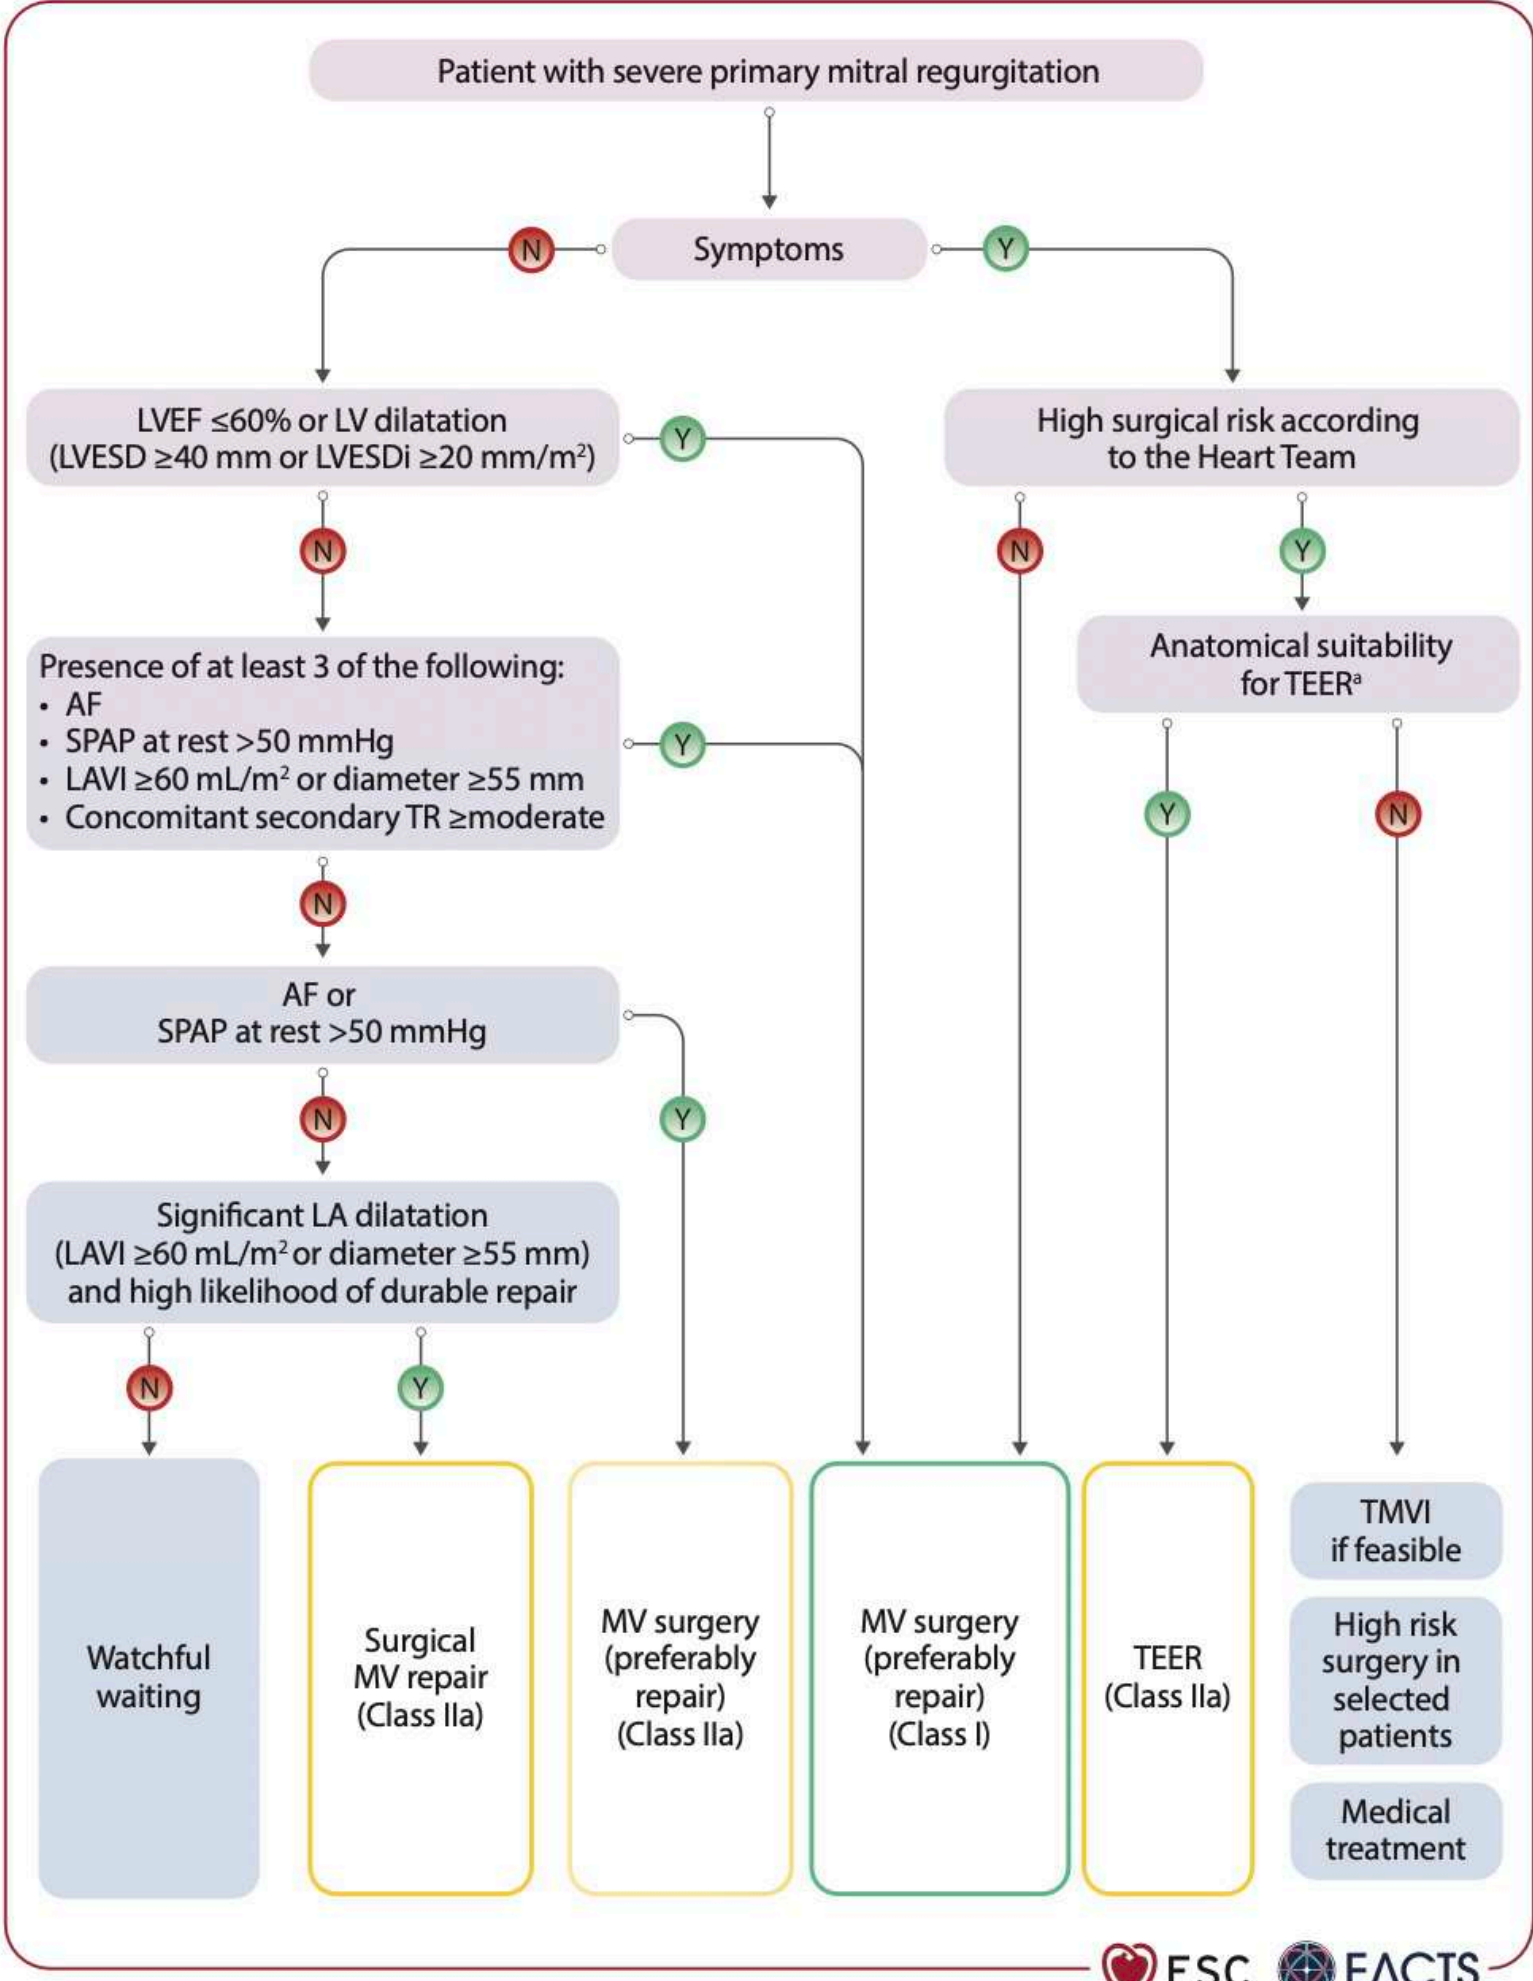 Patient with severe primary mitral regurgitation
N
Symptoms
Y
LVEF ≤60% or LV dilatation
(LVESD ≥40 mm or LVESDi ≥20 mm/m²)
Y
High surgical risk according
to the Heart Team
N
N
Y
Presence of at least 3 of the following:
• AF
• SPAP at rest >50 mmHg
• LAVI ≥60 mL/m² or diameter ≥55 mm
• Concomitant secondary TR ≥moderate
Y
Anatomical suitability
for TEERᵃ
Y
N
N
AF or
SPAP at rest >50 mmHg
N
Y
Significant LA dilatation
(LAVI ≥60 mL/m² or diameter ≥55 mm)
and high likelihood of durable repair
N
Y
Watchful
waiting
Surgical
MV repair
(Class IIa)
MV surgery
(preferably
repair)
(Class IIa)
MV surgery
(preferably
repair)
(Class I)
TEER
(Class IIa)
TMVI
if feasible
High risk
surgery in
selected
patients
Medical
treatment
ESC
EACTS